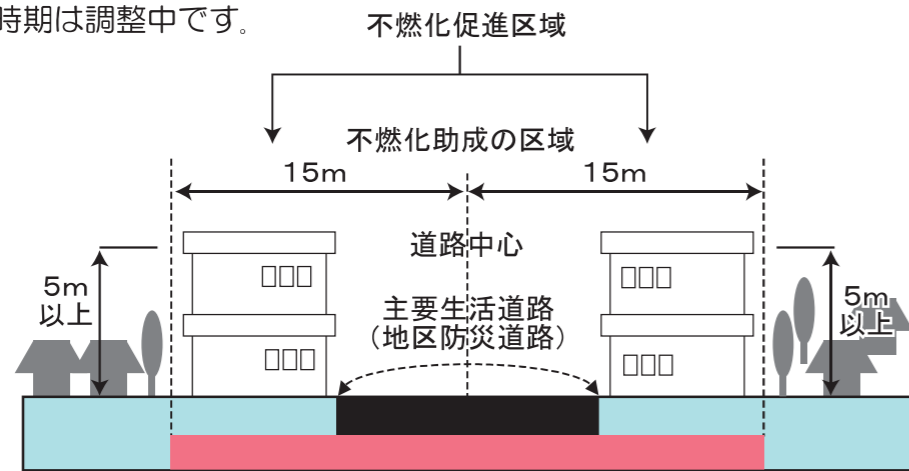 時期は調整中です。
不燃化促進区域
不燃化助成の区域
15m
15m
道路中心
5m
以上
主要生活道路
（地区防災道路）
5m
以上